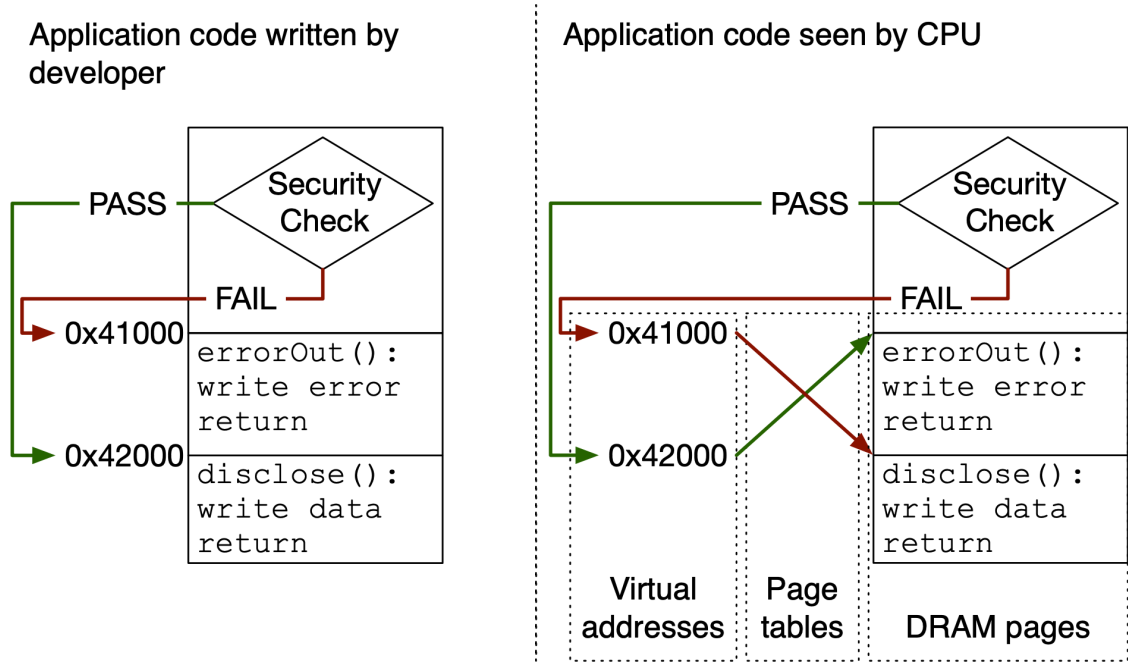 Application code written by
developer
PASS
Security
Check
FAIL
0x41000
errorOut():
write error
return
0x42000
disclose():
write data
return
Application code seen by CPU
PASS
Security
Check
FAIL
0x41000
errorOut():
write error
return
0x42000
disclose():
write data
return
Virtual
addresses
Page
tables
DRAM pages